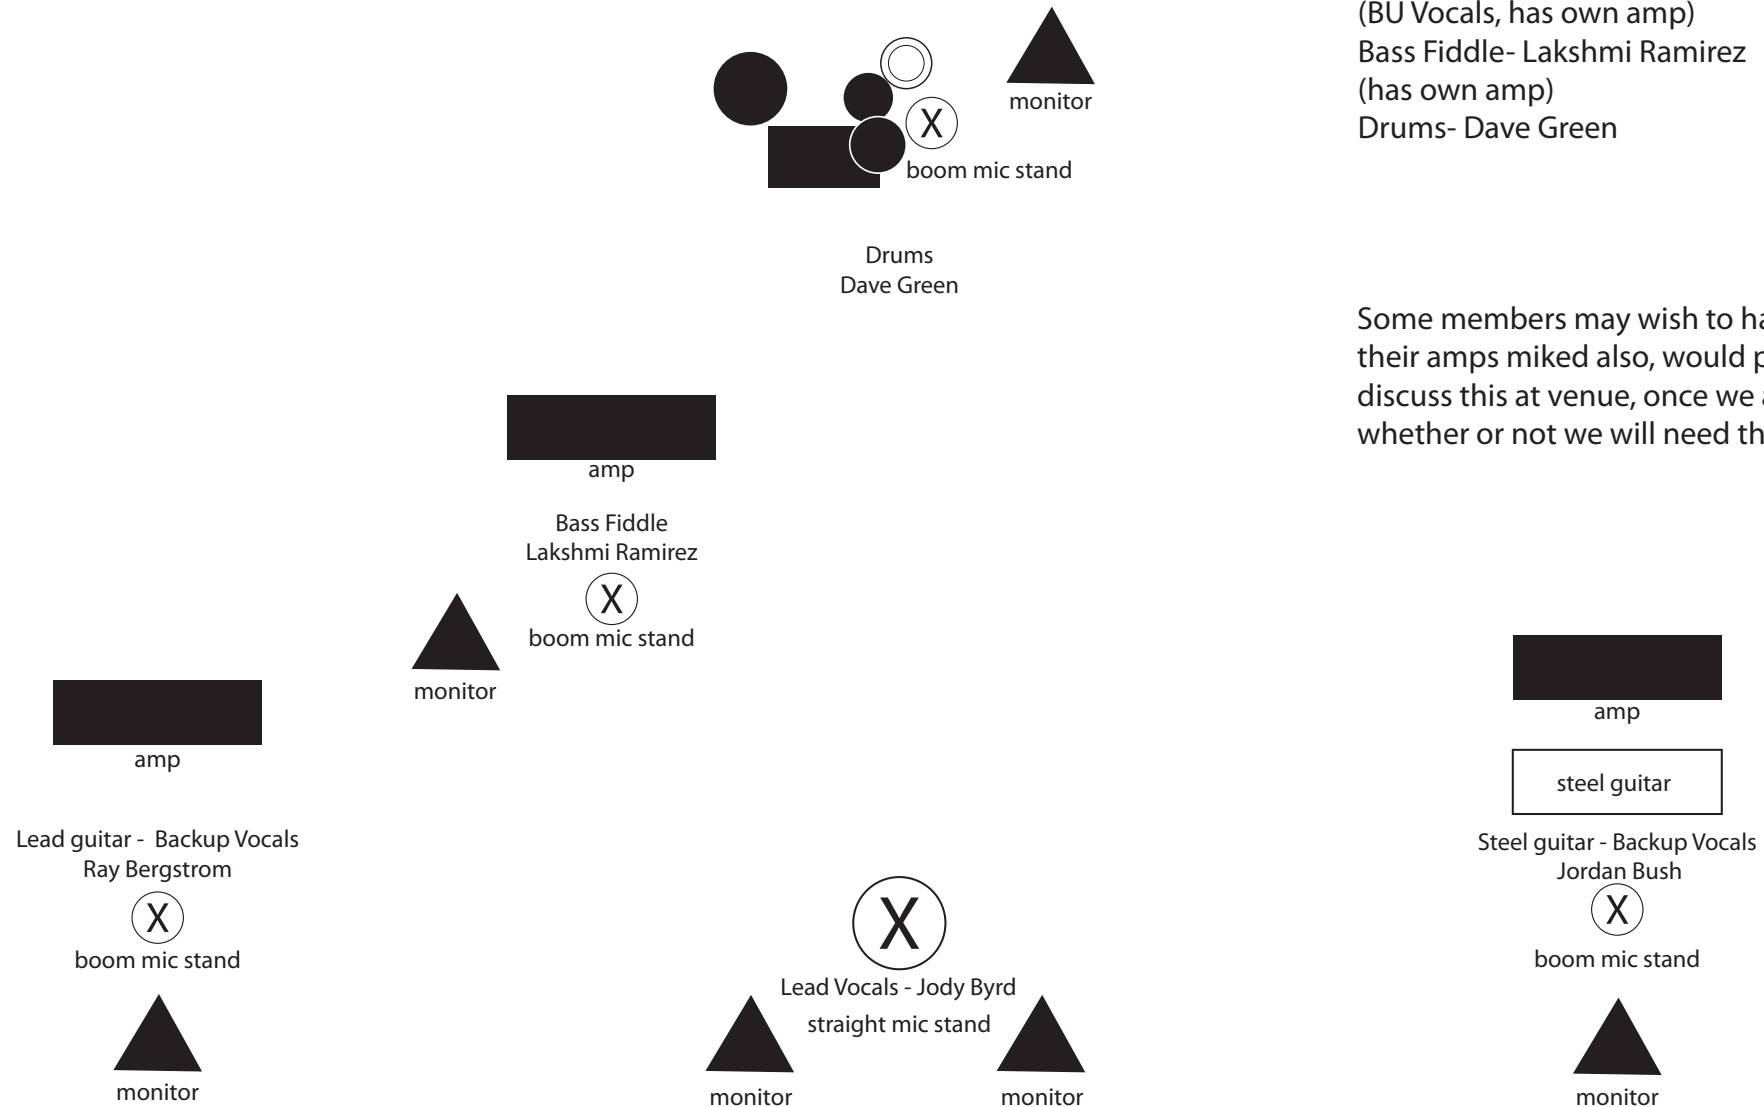 (BU Vocals, has own amp)
Bass Fiddle- Lakshmi Ramirez
(has own amp)
Drums- Dave Green
monitor
X
boom mic stand
Drums
Dave Green
Some members may wish to
their amps miked also, would
discuss this at venue, once we
whether or not we will need
amp
Bass Fiddle
Lakshmi Ramirez
X
boom mic stand
monitor
amp
Lead guitar - Backup Vocals
Ray Bergstrom
X
boom mic stand
monitor
X
Lead Vocals - Jody Byrd
straight mic stand
monitor
monitor
amp
steel guitar
Steel guitar - Backup Vocals
Jordan Bush
X
boom mic stand
monitor